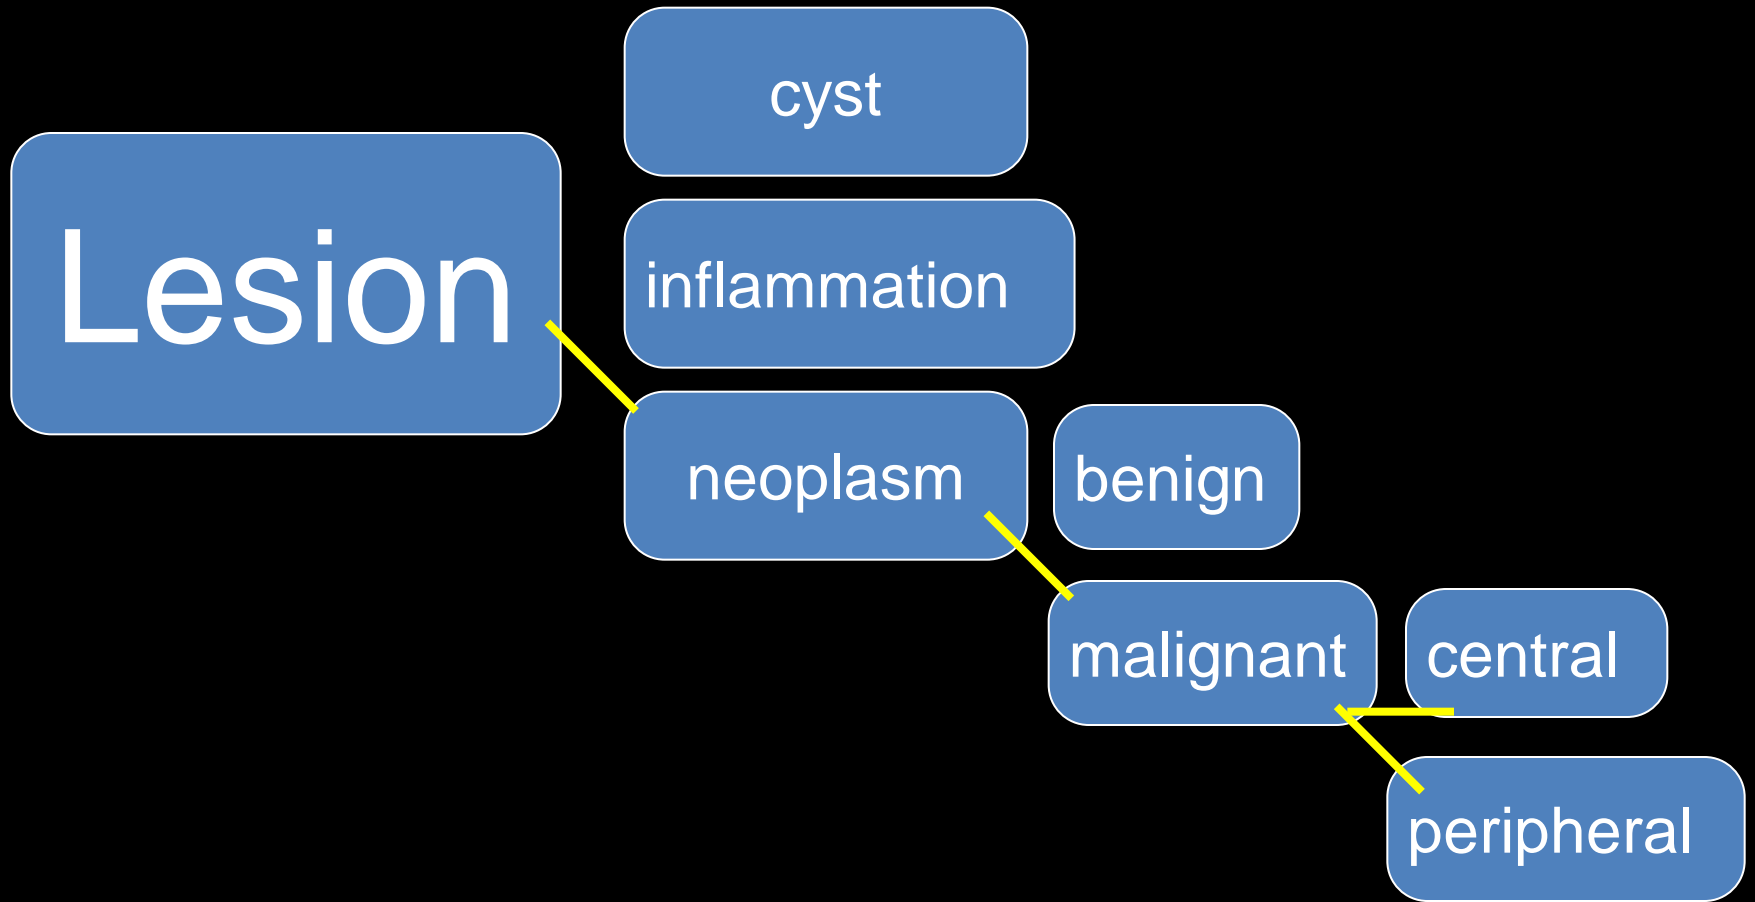 Lesion
cyst
inflammation
neoplasm
benign
malignant
central
peripheral